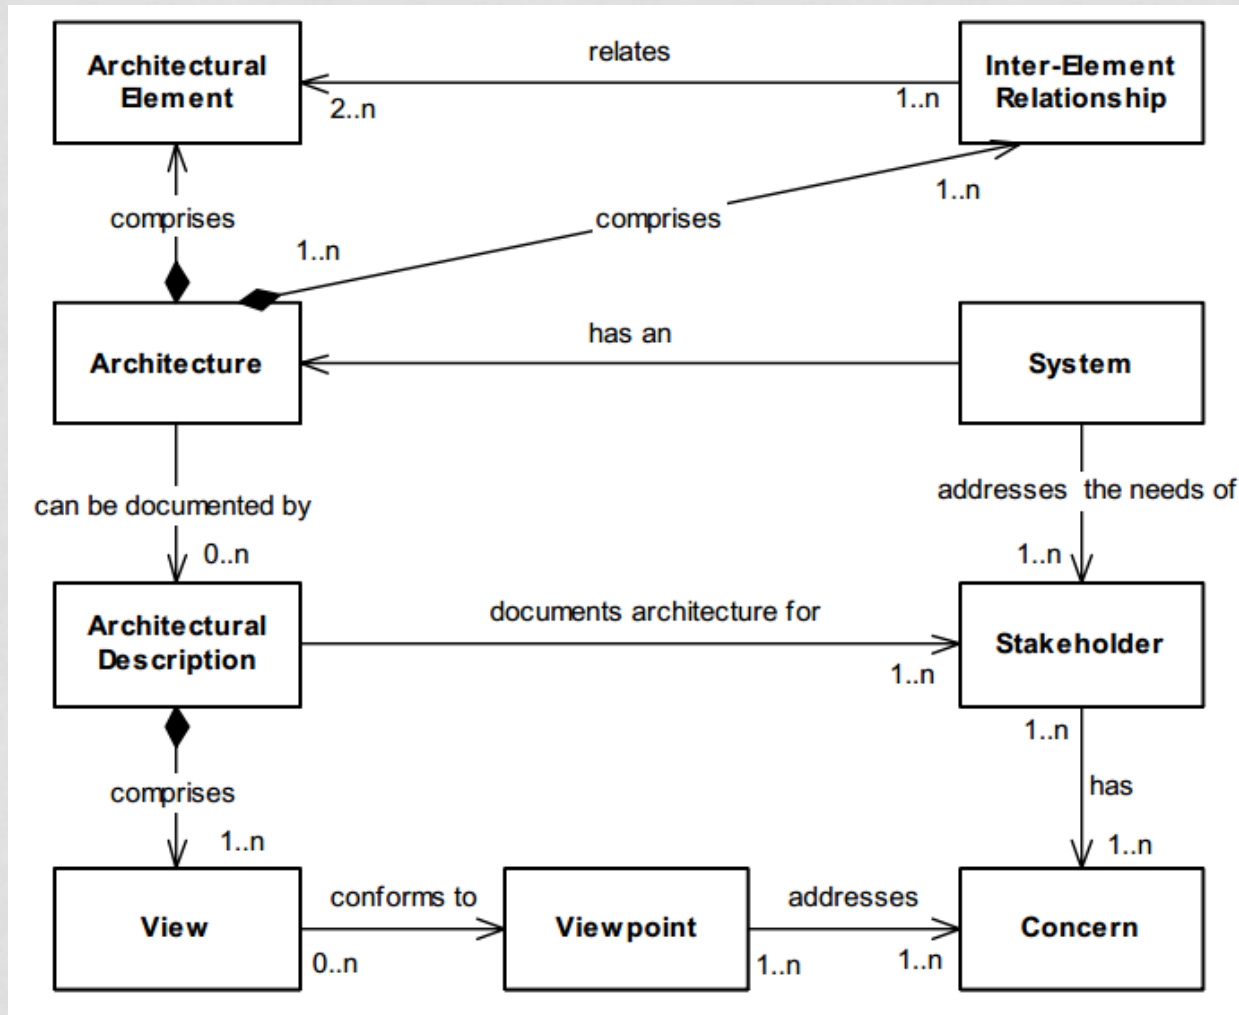 Architectural
Element
relates
2..n
1..n
Inter-Element
Relationship
comprises
1..n
comprises
1..n
Architecture
has an
System
can be documented by
0..n
addresses the needs of
1..n
Architectural
Description
documents architecture for
1..n
Stakeholder
comprises
1..n
1..n
has
1..n
View
conforms to
0..n
Viewpoint
addresses
1..n
1..n
Concern